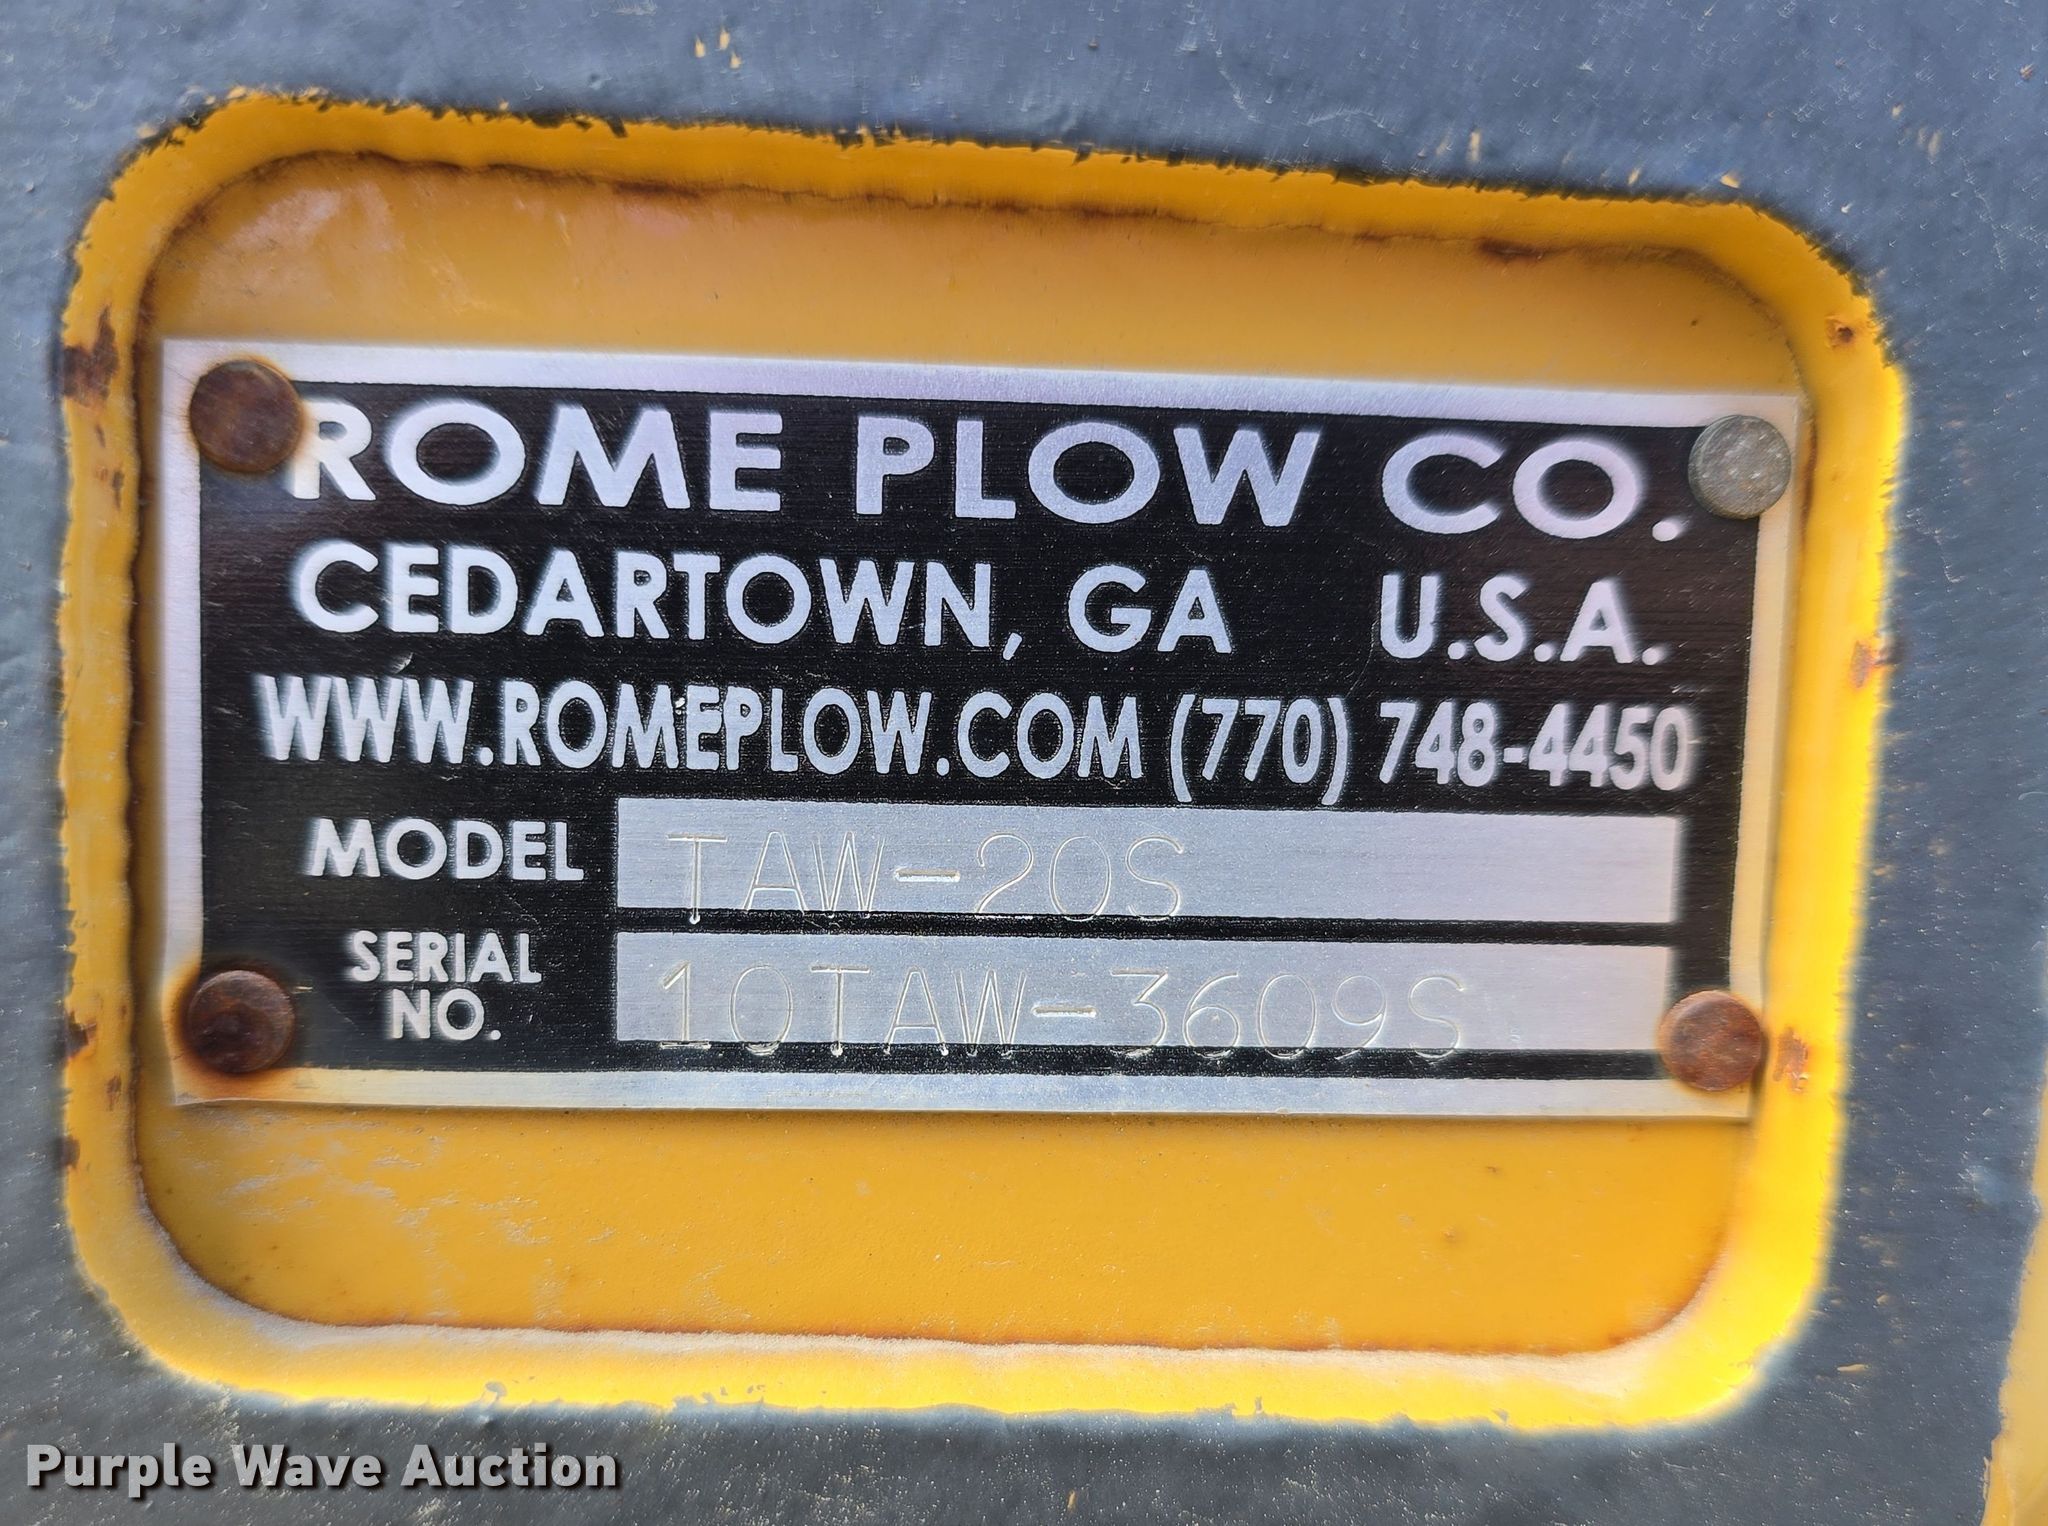 ROME PLOW CO.
CEDARTOWN, GA U.S.A.
WWW.ROMEPLOW.COM (770) 748-4450
MODEL TAW-20S
SERIAL NO. 10TAW-3609S
Purple Wave Auction